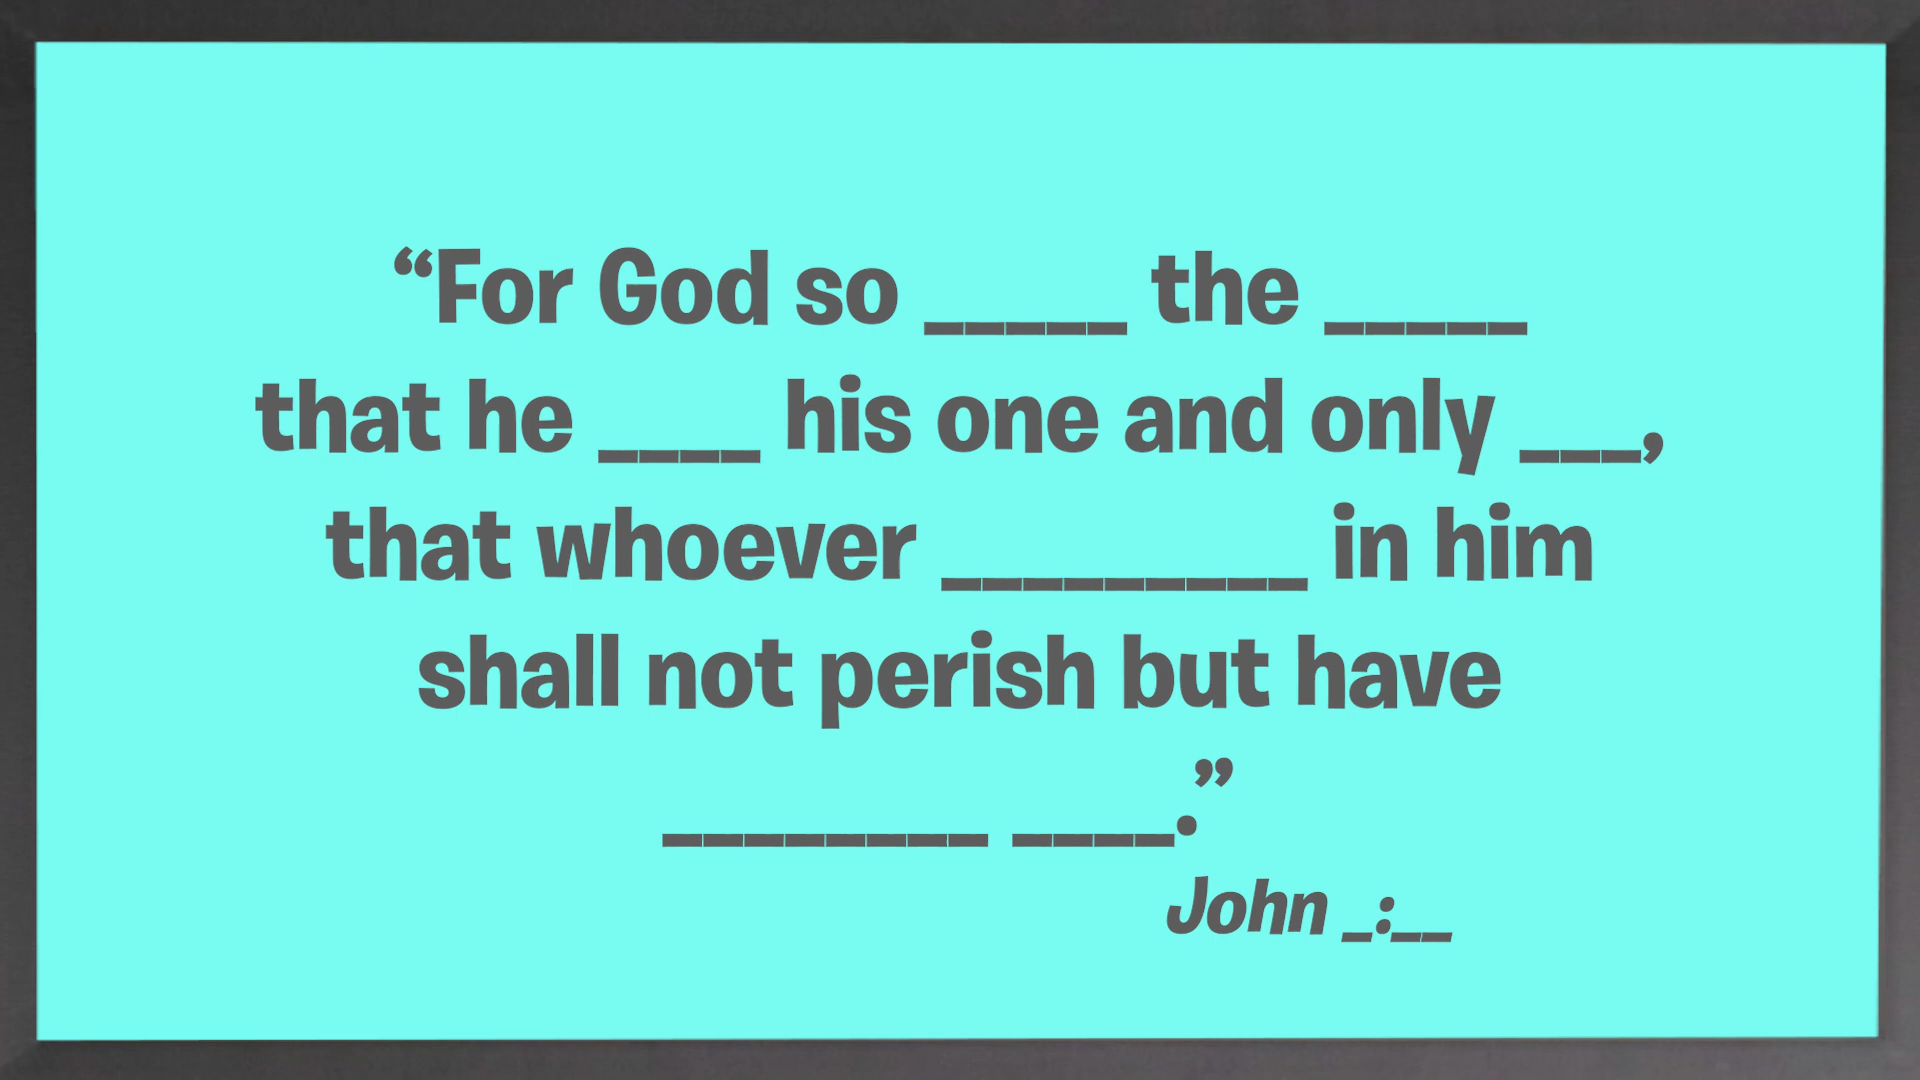 “For God so _____ the _____
that he ____ his one and only ___,
that whoever _________ in him
shall not perish but have
________ ____.”
John _:__